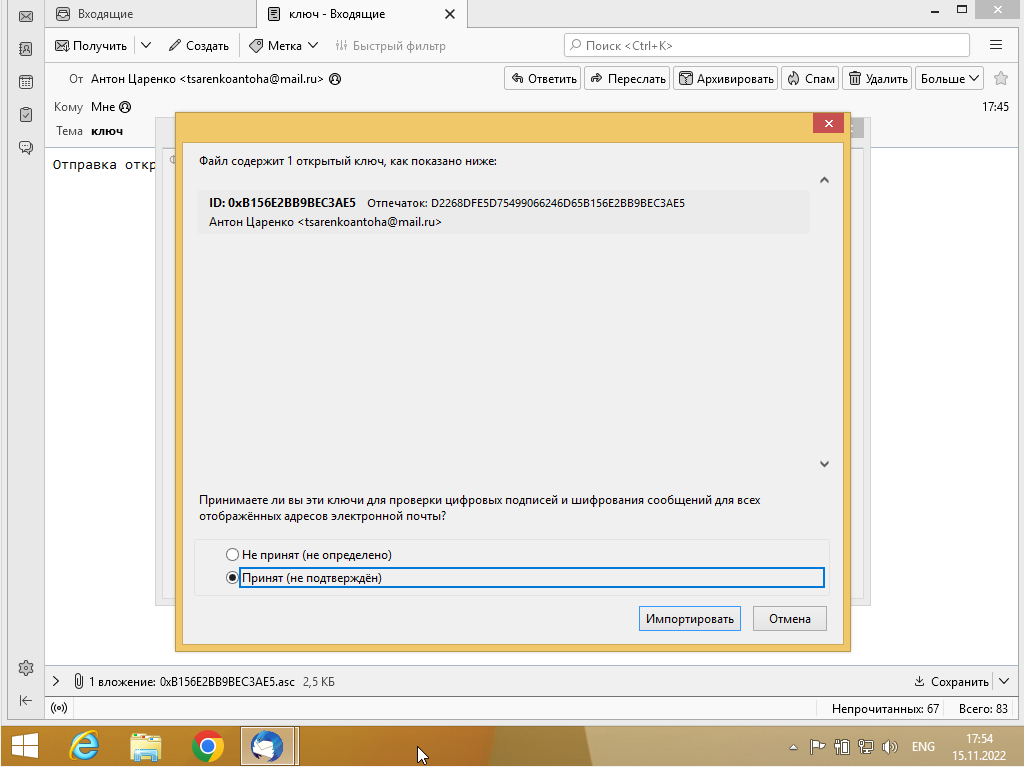 Входящие
ключ - Входящие
Получить
Создать
Метка
Быстрый фильтр
Поиск <Ctrl+K>
От Антон Царенко <tsarenkoantoha@mail.ru>
Ответить
Переслать
Архивировать
Спам
Удалить
Больше
Кому Мне
17:45
Тема ключ
Отправка откр
Файл содержит 1 открытый ключ, как показано ниже:
ID: 0xB156E2BB9BEC3AE5 Отпечаток: D2268DFE5D75499066246D65B156E2BB9BEC3AE5
Антон Царенко <tsarenkoantoha@mail.ru>
Принимаете ли вы эти ключи для проверки цифровых подписей и шифрования сообщений для всех
отображённых адресов электронной почты?
Не принят (не определено)
Принят (не подтверждён)
Импортировать
Отмена
1 вложение: 0xB156E2BB9BEC3AE5.asc 2,5 КБ
Сохранить
Непрочитанных: 67
Всего: 83
ENG
17:54
15.11.2022